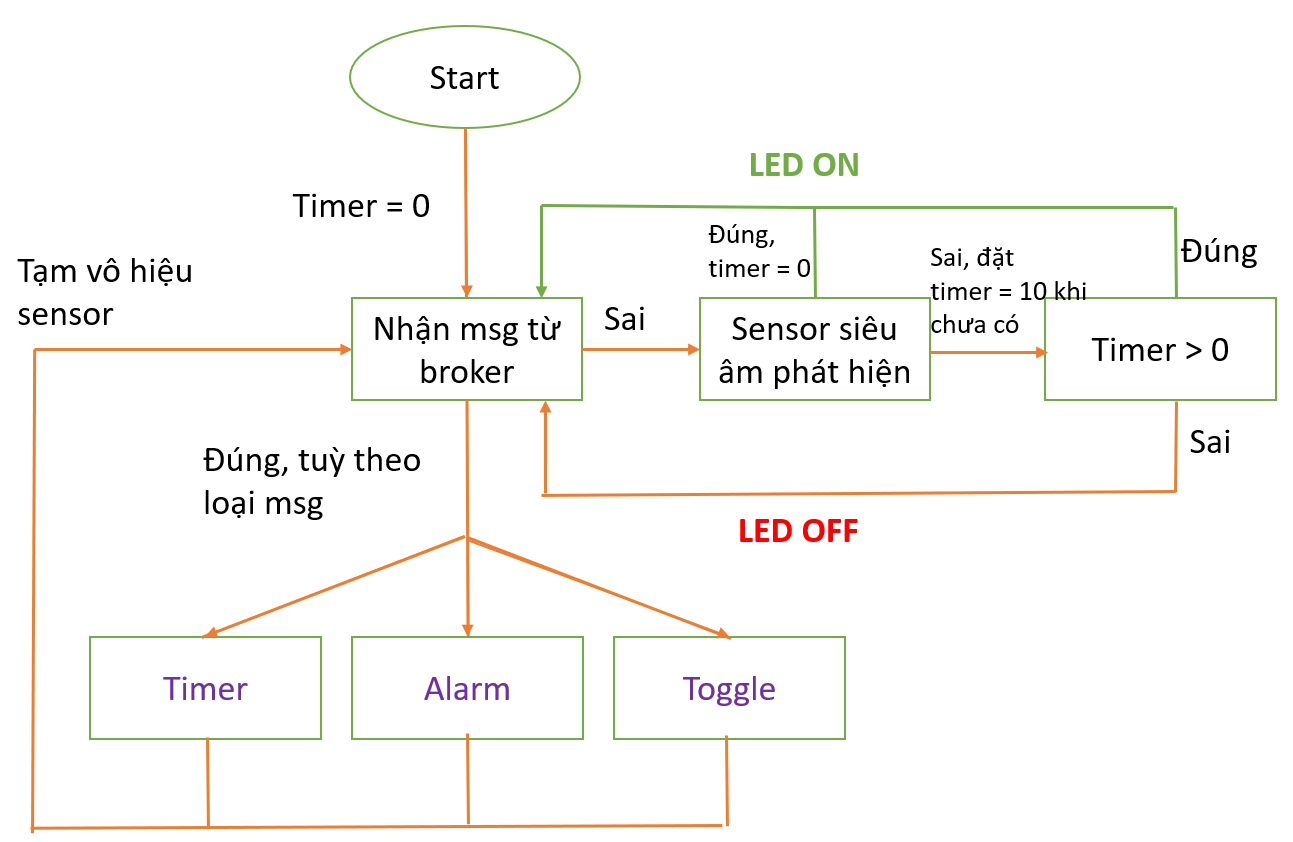 Start
LED ON
Timer = 0
Đúng,
timer = 0
Sai, đặt
timer = 10 khi
chưa có
Đúng
Tạm vô hiệu
sensor
Nhận msg từ
broker
Sai
Sensor siêu
âm phát hiện
Timer > 0
Sai
Đúng, tuỳ theo
loại msg
LED OFF
Timer
Alarm
Toggle